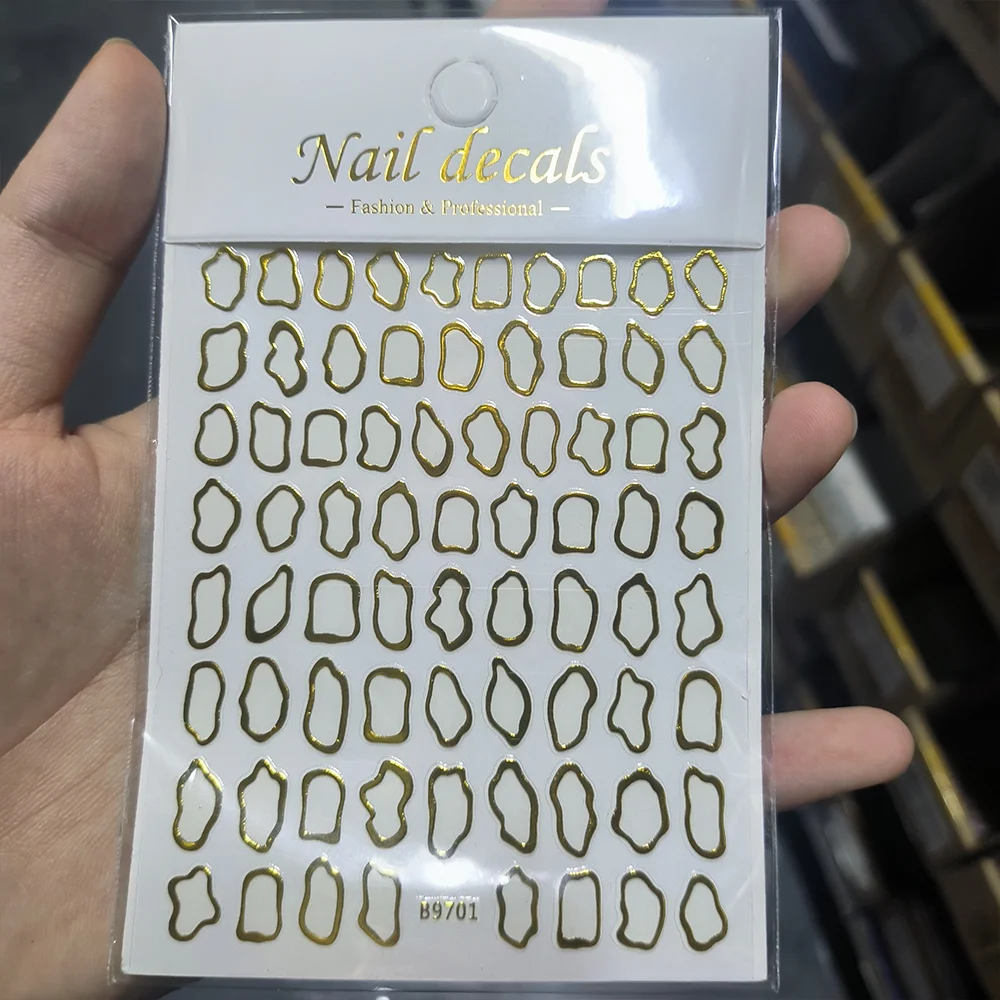 Nail decals
— Fashion & Professional —
B9701